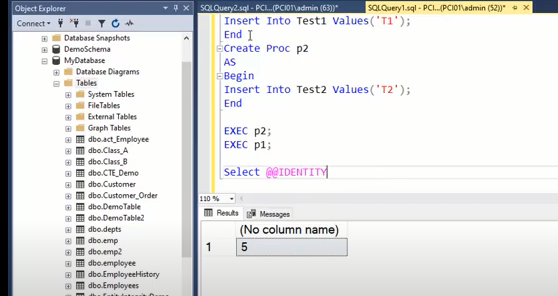 Object Explorer
SQLQuery2.sql - PCI...(PCI01\admin (63))*
SQLQuery1.sql - PCI...(PCI01\admin (52))*
Connect
Database Snapshots
DemoSchema
MyDatabase
Database Diagrams
Tables
System Tables
FileTables
External Tables
Graph Tables
dbo.act_Employee
dbo.Class_A
dbo.Class_B
dbo.CTE_Demo
dbo.Customer
dbo.Customer_Order
dbo.DemoTable
dbo.DemoTable2
dbo.depts
dbo.emp
dbo.emp2
dbo.employee
dbo.EmployeeHistory
dbo.Employees
Insert Into Test1 Values('T1');
End
Create Proc p2
AS
Begin
Insert Into Test2 Values('T2');
End
EXEC p2;
EXEC p1;
Select @@IDENTITY
110 %
Results
Messages
(No column name)
1
5